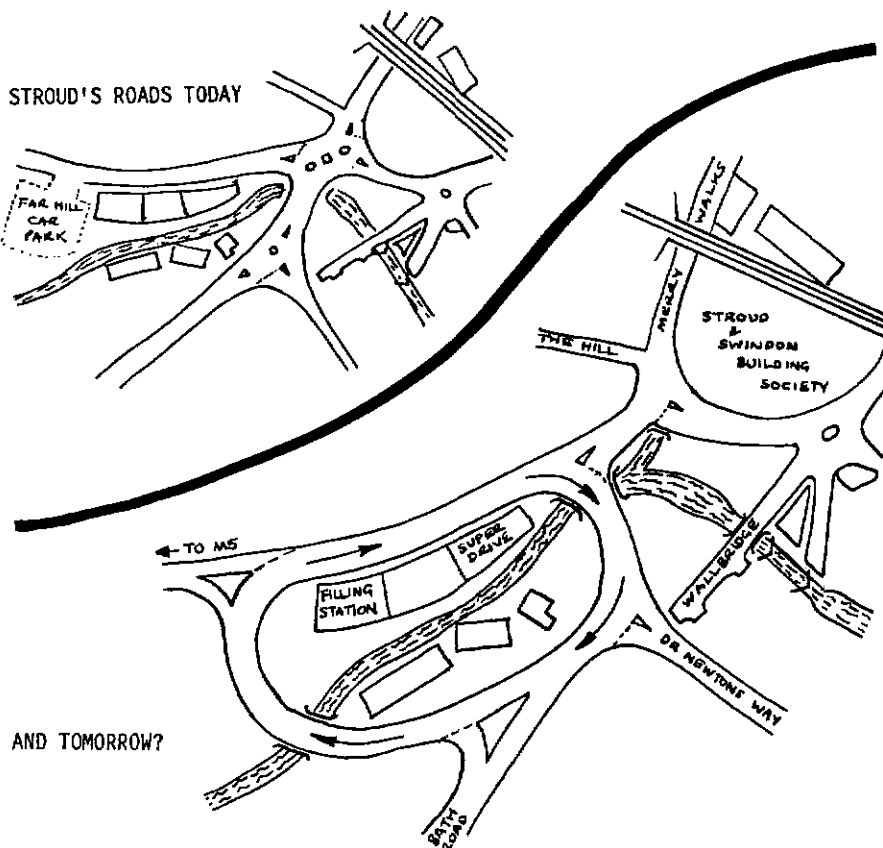 STROUD'S ROADS TODAY
FAR HILL
CAR
PARK
MERRY WALKS
THE HILL
STROUD
&
SWINDON
BUILDING
SOCIETY
TO M5
SUPER
DRIVE
FILLING
STATION
WALLBRIDGE
DR NEWTONS WAY
AND TOMORROW?
BATH
ROAD